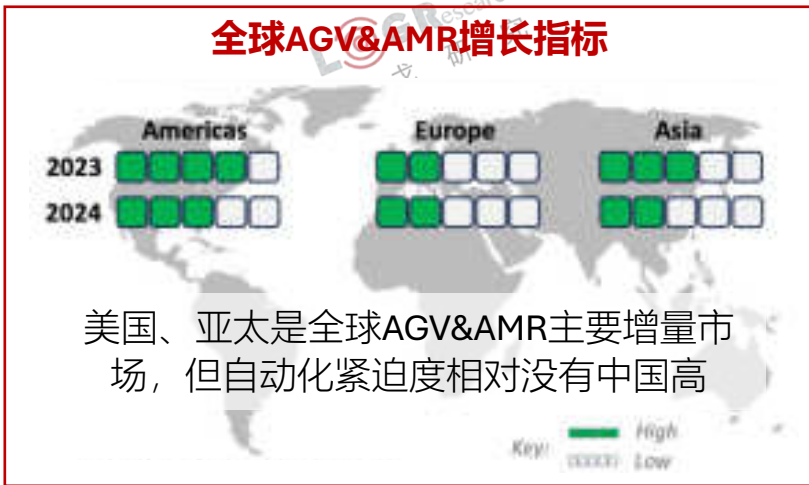 全球AGV&AMR增长指标
Americas Europe Asia
2023
2024
美国、亚太是全球AGV&AMR主要增量市
场，但自动化紧迫度相对没有中国高
Key: High
Low